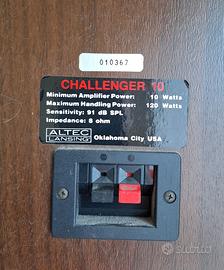 010367
CHALLENGER 10
Minimum Amplifier Power: 10 Watts
Maximum Handling Power: 120 Watts
Sensitivity: 91 dB SPL
Impedance: 8 ohm
ALTEC
LANSING®
Oklahoma City USA
subito